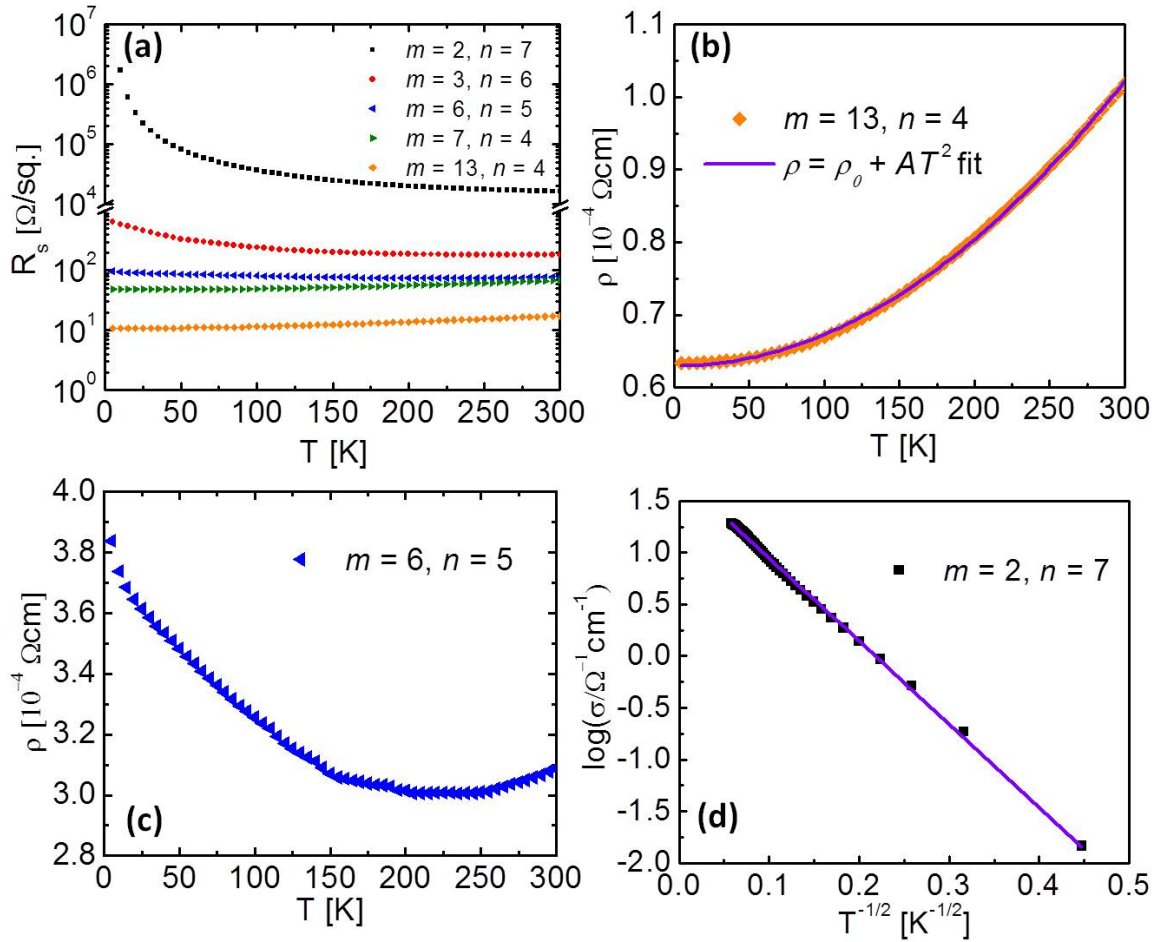 (a)
R_s [Ω/sq.]
10^7
10^6
10^5
10^4
10^3
10^2
10^1
10^0
m = 2, n = 7
m = 3, n = 6
m = 6, n = 5
m = 7, n = 4
m = 13, n = 4
0 50 100 150 200 250 300
T [K]
(b)
ρ [10^-4 Ωcm]
1.1
1.0
0.9
0.8
0.7
0.6
m = 13, n = 4
ρ = ρ_0 + AT^2 fit
0 50 100 150 200 250 300
T [K]
(c)
ρ [10^-4 Ωcm]
4.0
3.8
3.6
3.4
3.2
3.0
2.8
m = 6, n = 5
0 50 100 150 200 250 300
T [K]
(d)
log(σ/Ω^-1cm^-1)
1.5
1.0
0.5
0.0
-0.5
-1.0
-1.5
-2.0
m = 2, n = 7
0.0 0.1 0.2 0.3 0.4 0.5
T^-1/2 [K^-1/2]